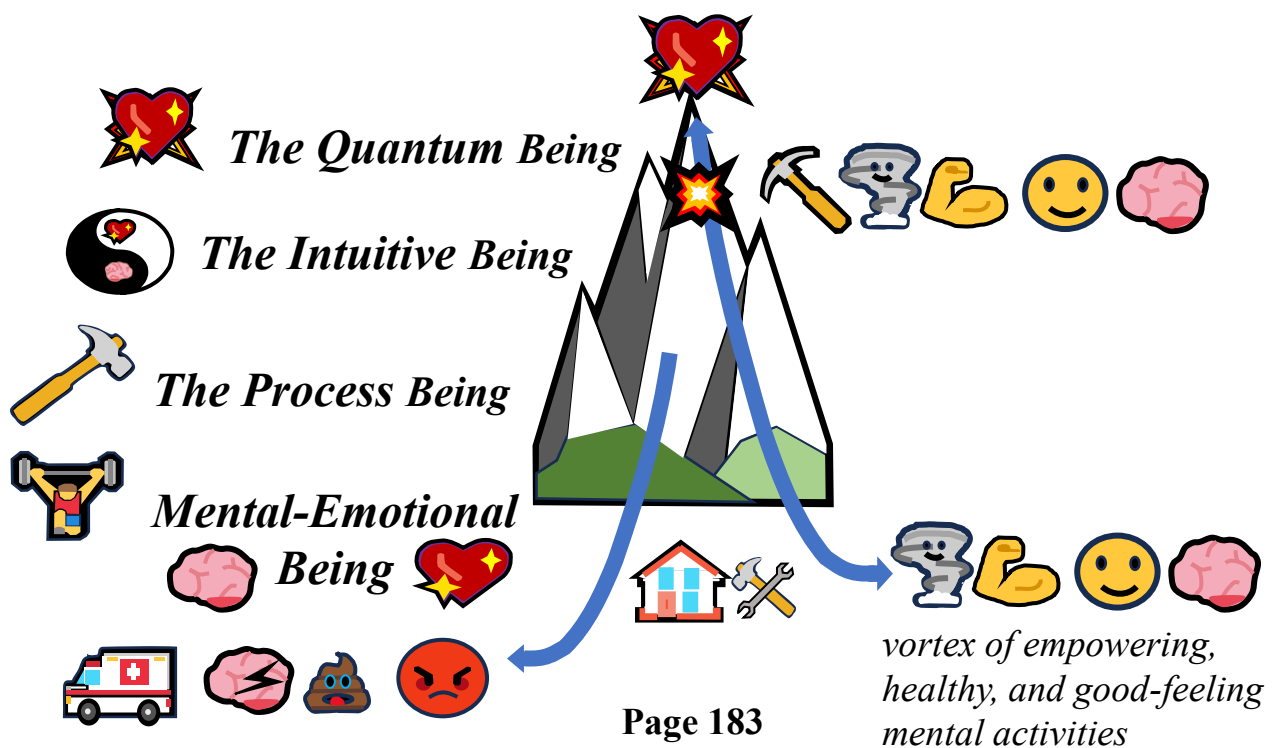 The Quantum Being
The Intuitive Being
The Process Being
Mental-Emotional
Being
Page 183
vortex of empowering,
healthy, and good-feeling
mental activities